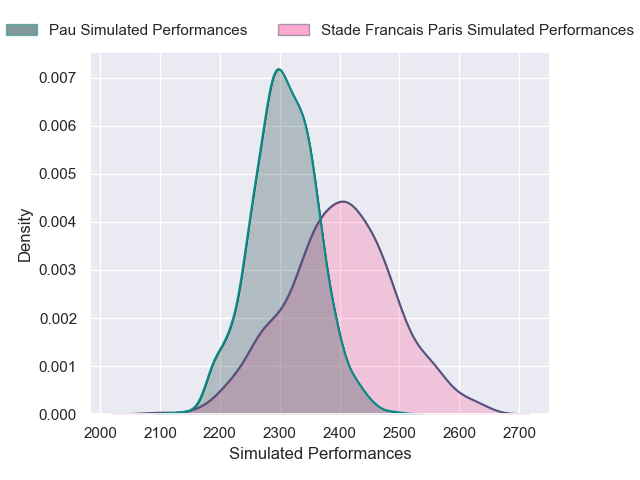 Pau Simulated Performances
Stade Francais Paris Simulated Performances
0.007
0.006
0.005
0.004
0.003
0.002
0.001
0.000
Density
2000 2100 2200 2300 2400 2500 2600 2700
Simulated Performances